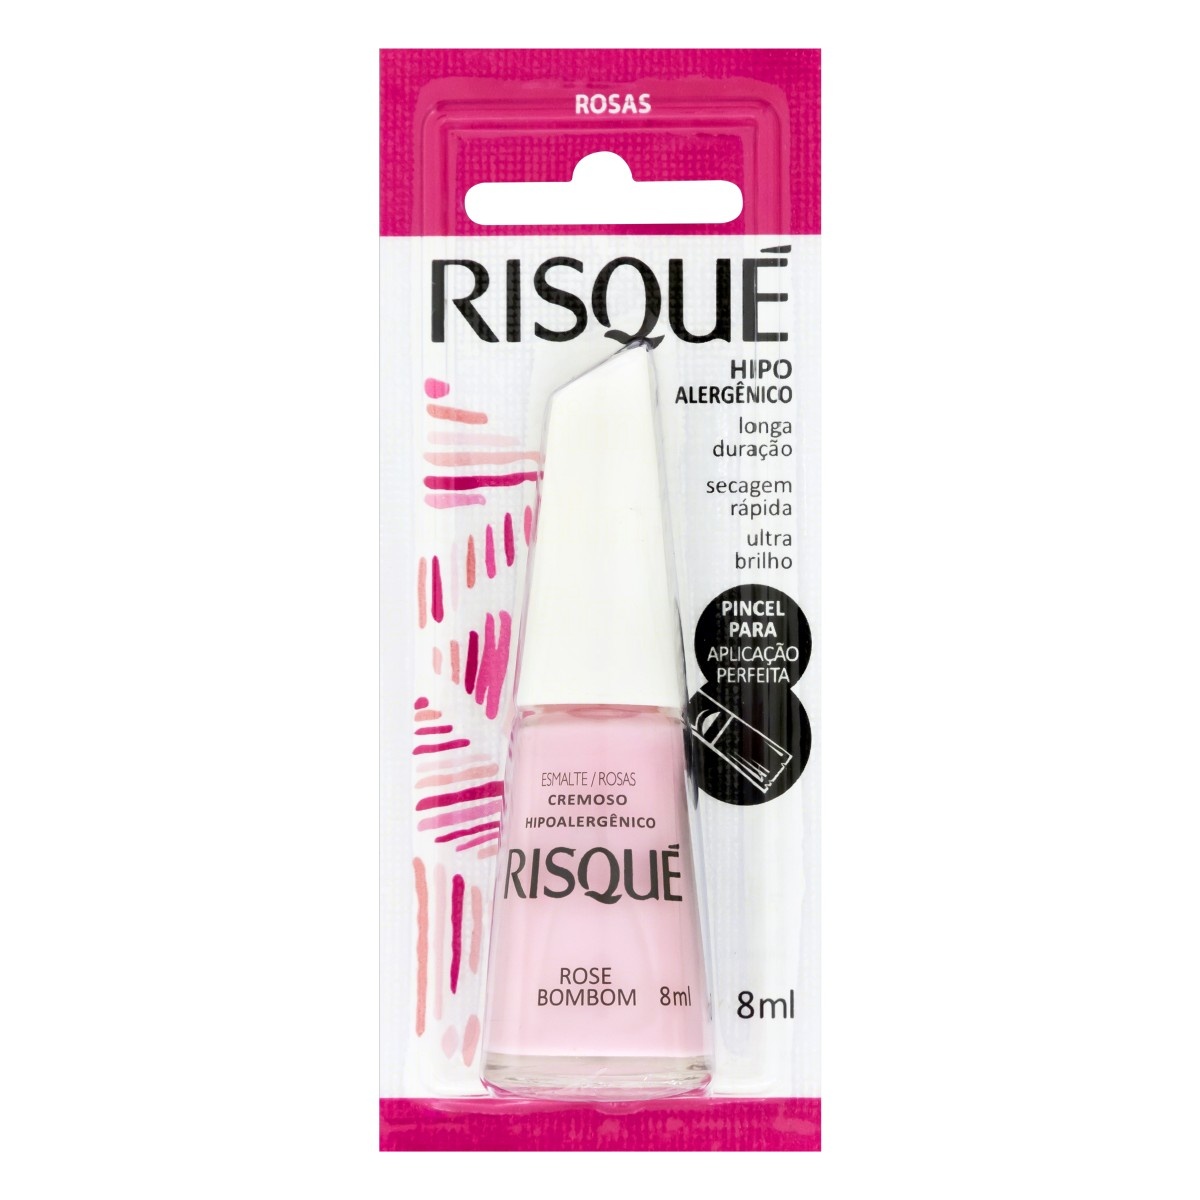 ROSAS
RISQUÉ
HIPO
ALERGÊNICO
longa
duração
secagem
rápida
ultra
brilho
PINCEL
PARA
APLICAÇÃO
PERFEITA
ESMALTE / ROSAS
CREMOSO
HIPOALERGÊNICO
RISQUÉ
ROSE
BOMBOM 8ml
8ml